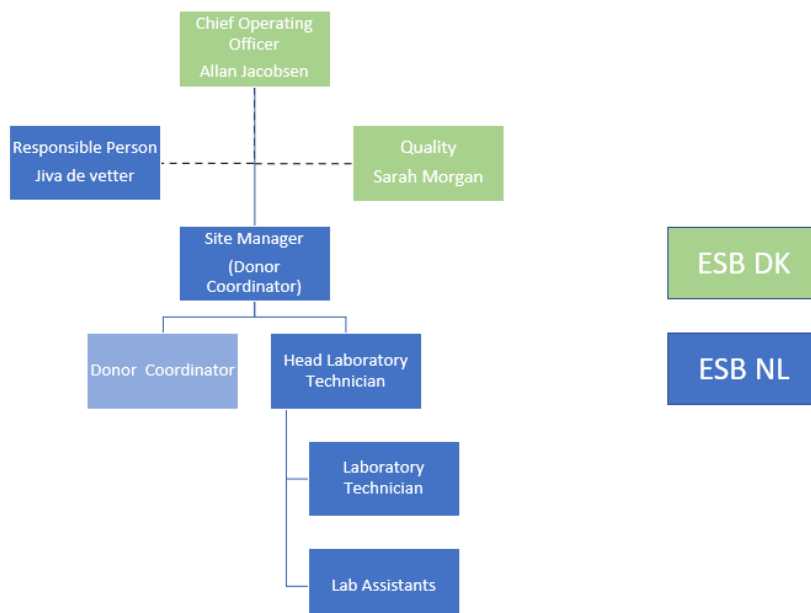 Chief Operating
Officer
Allan Jacobsen
Responsible Person
Jiva de vetter
Quality
Sarah Morgan
Site Manager
(Donor
Coordinator)
ESB DK
Donor Coordinator
Head Laboratory
Technician
ESB NL
Laboratory
Technician
Lab Assistants